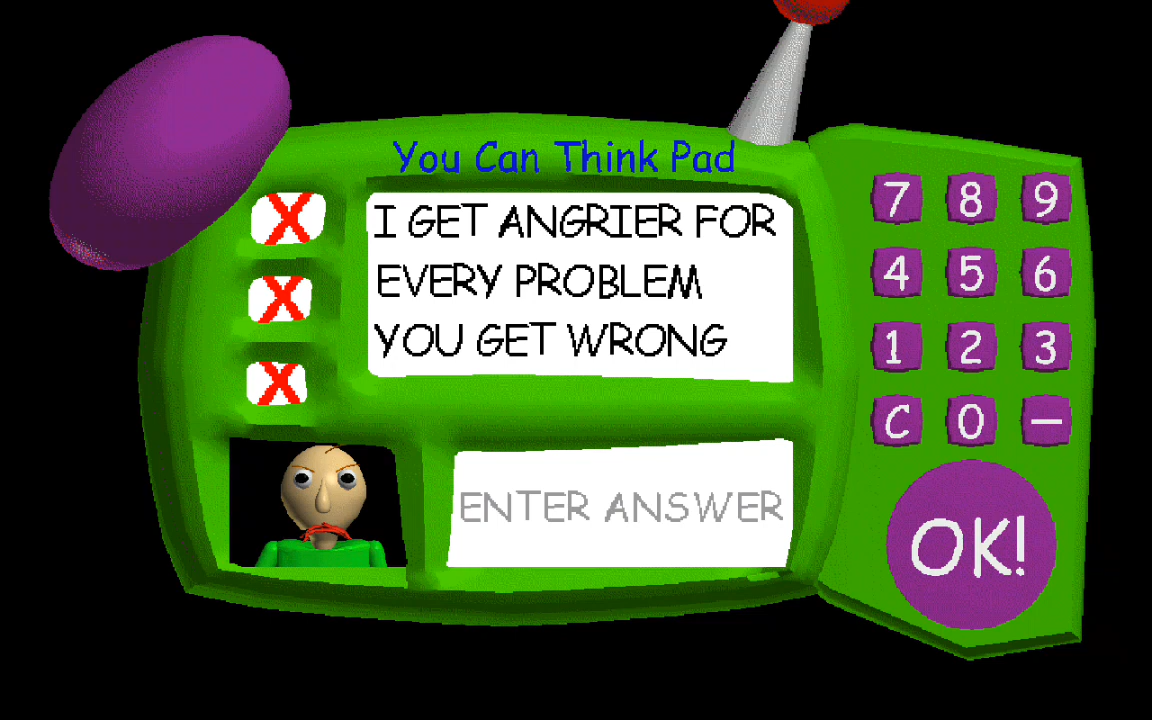 You Can Think Pad
I GET ANGRIER FOR
EVERY PROBLEM
YOU GET WRONG
ENTER ANSWER
7 8 9
4 5 6
1 2 3
C 0 −
OK!
X
X
X